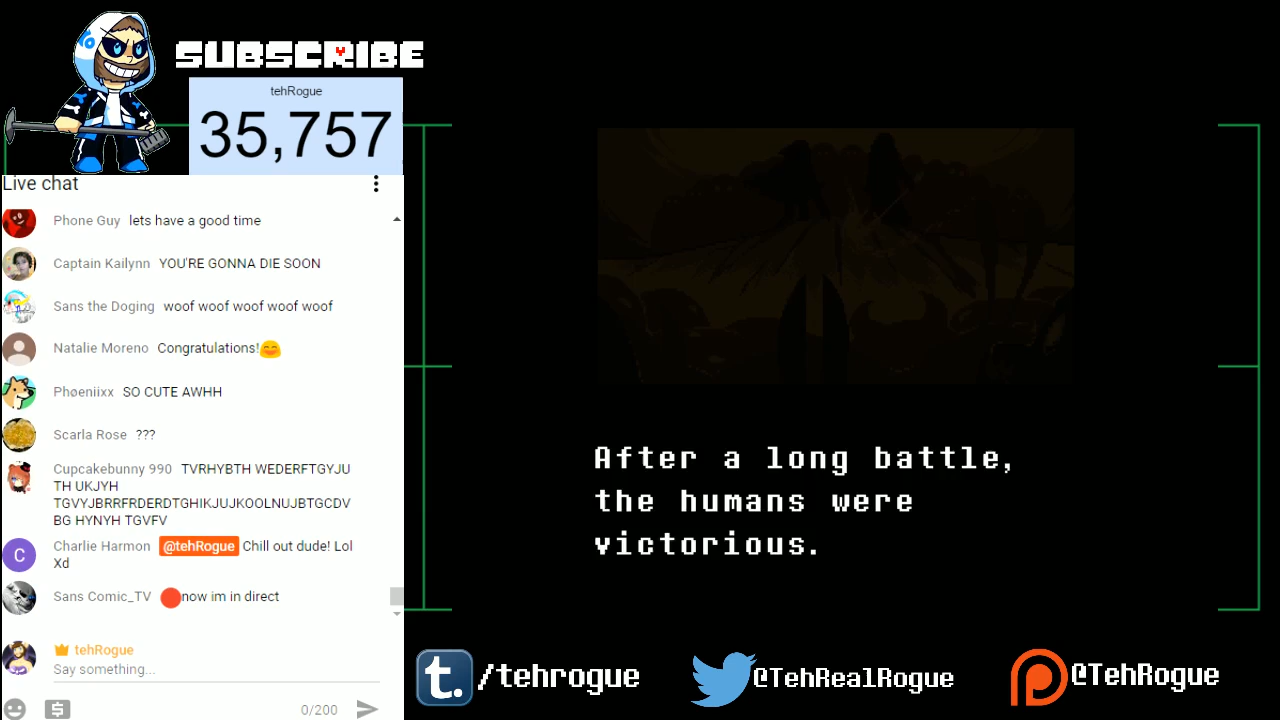 SUBSCRIBE
tehRogue
35,757
Live chat
Phone Guy lets have a good time
Captain Kailynn YOU'RE GONNA DIE SOON
Sans the Doging woof woof woof woof woof
Natalie Moreno Congratulations!
Phøeniixx SO CUTE AWHH
Scarla Rose ???
Cupcakebunny 990 TVRHYBTH WEDERFTGYJU
TH UKJYH
TGVYJBRRFRDERDTGHIKJUJKOOLNUJBTGCDV
BG HYNYH TGVFV
C Charlie Harmon @tehRogue Chill out dude! Lol
Xd
Sans Comic_TV now im in direct
tehRogue
Say something...
$ 0/200
After a long battle,
the humans were
victorious.
t. /tehrogue
@TehRealRogue
@TehRogue